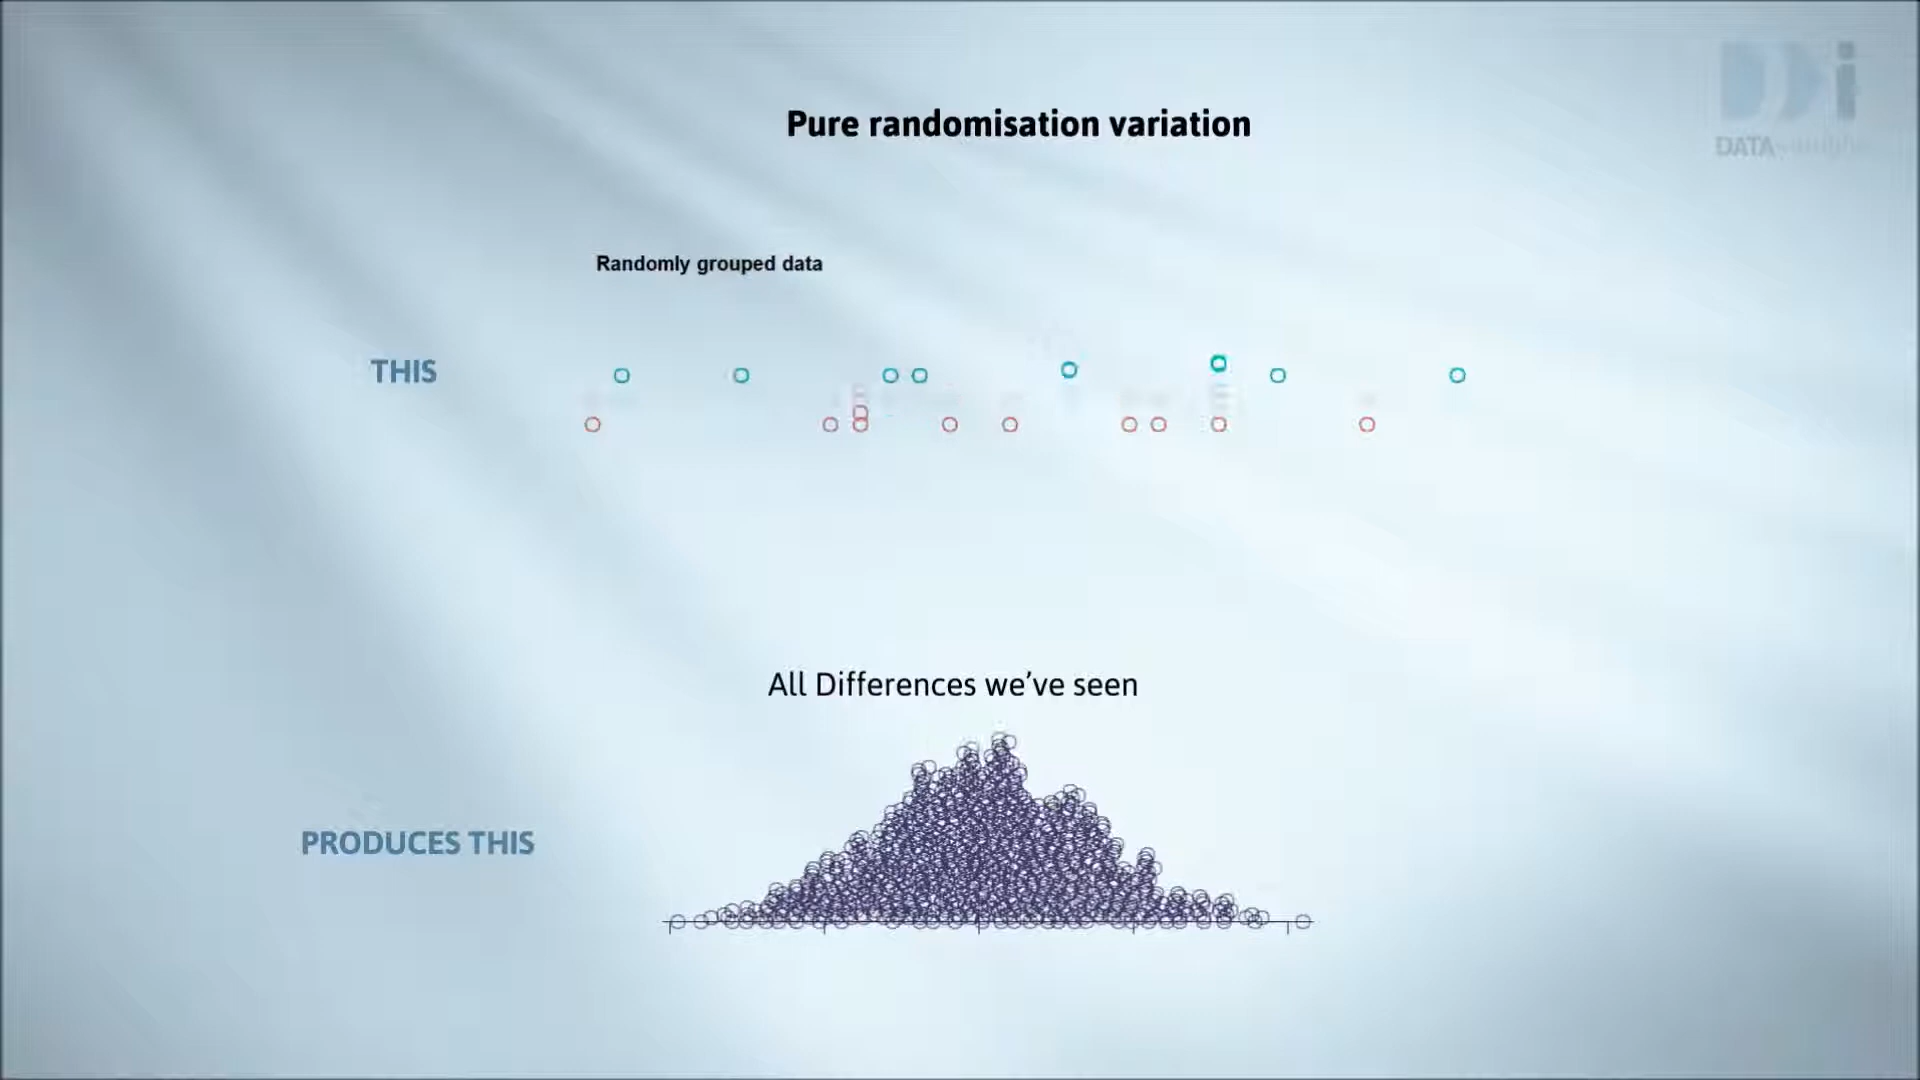 Pure randomisation variation
DATA
Randomly grouped data
THIS
All Differences we've seen
PRODUCES THIS